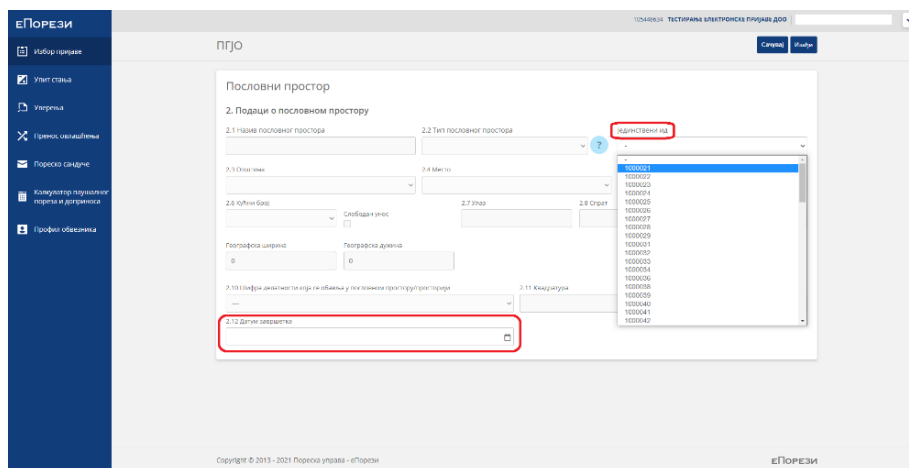 еПорези
105448634 ТЕСТИРАЊЕ ЕЛЕКТРОНСКЕ ПРИЈАВЕ ДОО
Избор пријаве
Упит стања
Уверења
Пренос овлашћења
Пореско сандуче
Калкулатор паушалног
пореза и доприноса
Профил обвезника
ПГЈО
Сачувај
Изађи
Пословни простор
2. Подаци о пословном простору
2.1 Назив пословног простора
2.2 Тип пословног простора
Јединствени ид
?
-
2.3 Општина
2.4 Место
-
1000021
1000022
1000023
1000024
1000025
1000026
1000027
1000028
1000029
1000031
1000032
1000033
1000034
1000036
1000038
1000039
1000040
1000041
1000042
2.6 Кућни број
Слободан унос
2.7 Улаз
2.8 Спрат
Географска ширина
Географска дужина
0
0
2.10 Шифра делатности која се обавља у пословном простору/просторији
2.11 Квадратура
---
2.12 Датум завршетка
Copyright © 2013 - 2021 Пореска управа - еПорези
еПОРЕЗИ